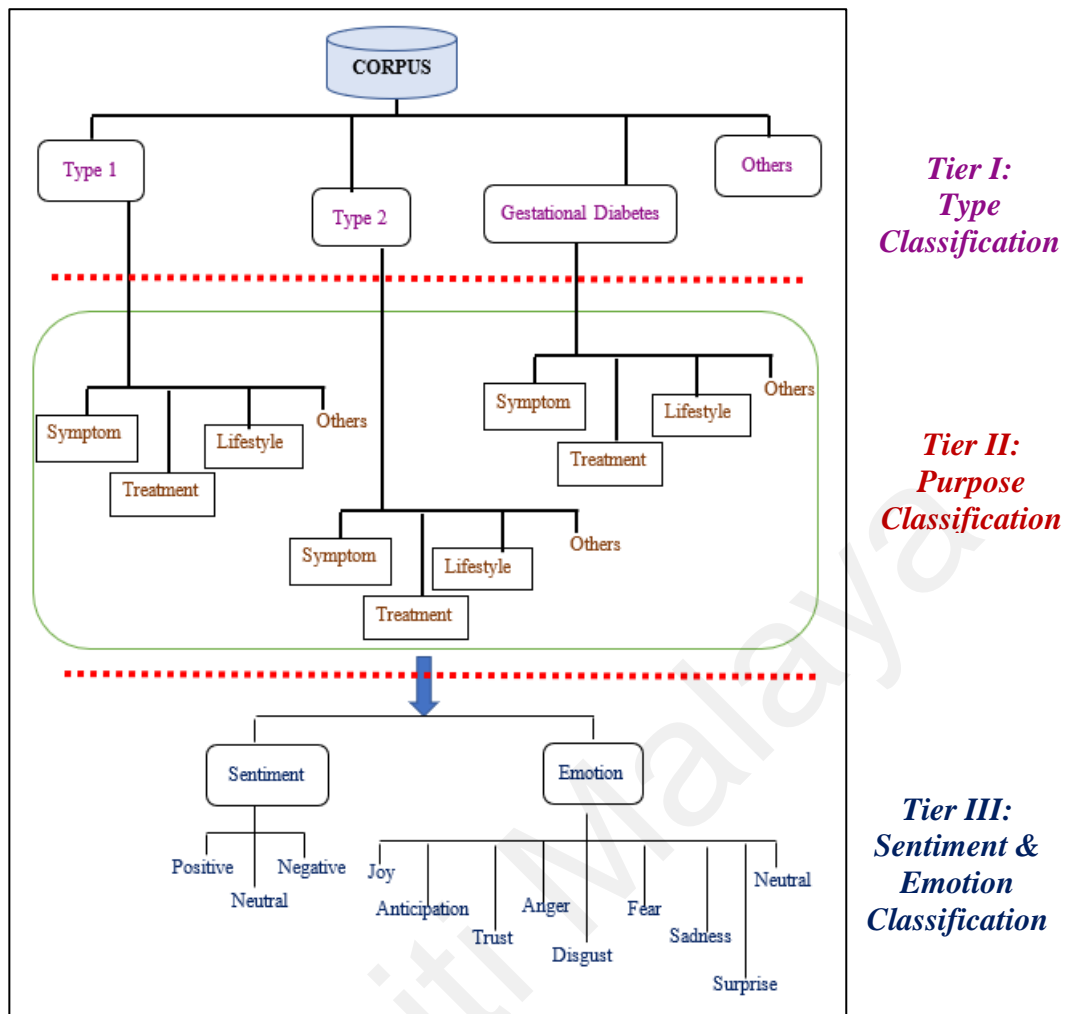 CORPUS
Type 1
Type 2
Gestational Diabetes
Others
Tier I:
Type
Classification
Symptom
Treatment
Lifestyle
Others
Symptom
Treatment
Lifestyle
Others
Symptom
Treatment
Lifestyle
Others
Tier II:
Purpose
Classification
Sentiment
Emotion
Positive
Neutral
Negative
Joy
Anticipation
Trust
Anger
Disgust
Fear
Sadness
Surprise
Neutral
Tier III:
Sentiment &
Emotion
Classification
iti Malaya